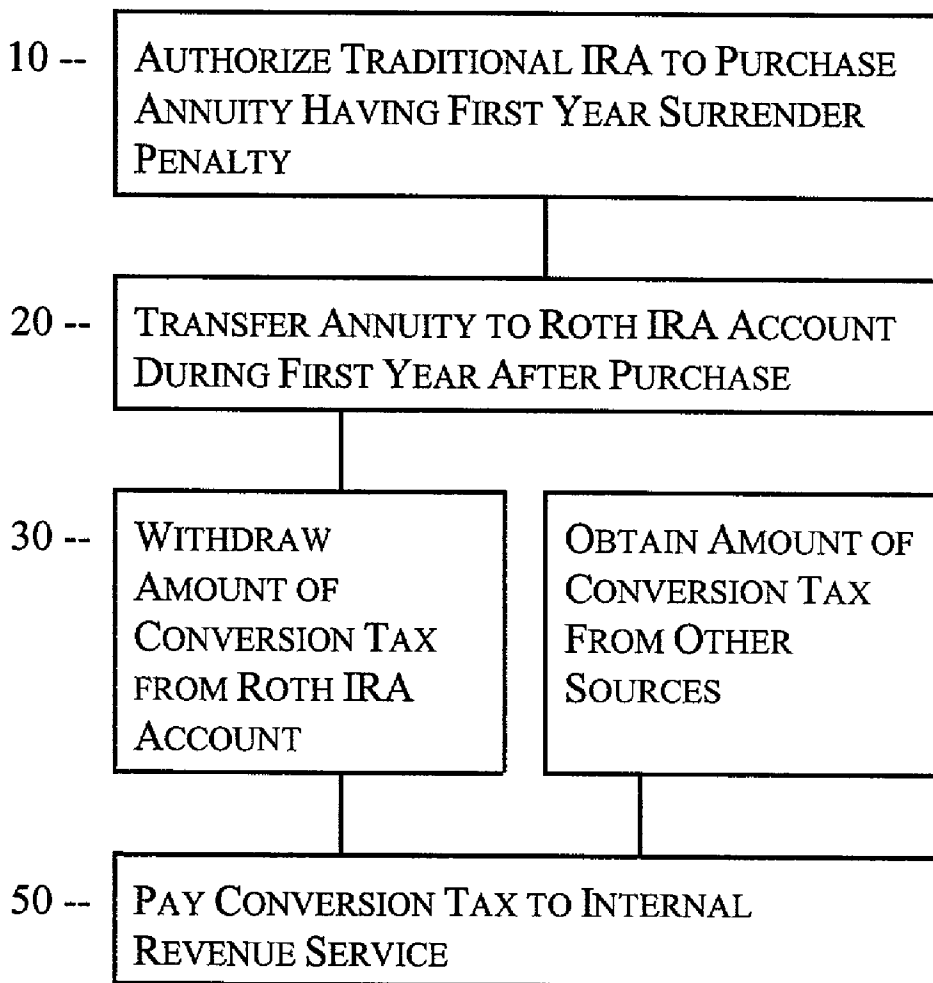 10 -- AUTHORIZE TRADITIONAL IRA TO PURCHASE
ANNUITY HAVING FIRST YEAR SURRENDER
PENALTY
20 -- TRANSFER ANNUITY TO ROTH IRA ACCOUNT
DURING FIRST YEAR AFTER PURCHASE
30 -- WITHDRAW
AMOUNT OF
CONVERSION TAX
FROM ROTH IRA
ACCOUNT
OBTAIN AMOUNT OF
CONVERSION TAX
FROM OTHER
SOURCES
50 -- PAY CONVERSION TAX TO INTERNAL
REVENUE SERVICE